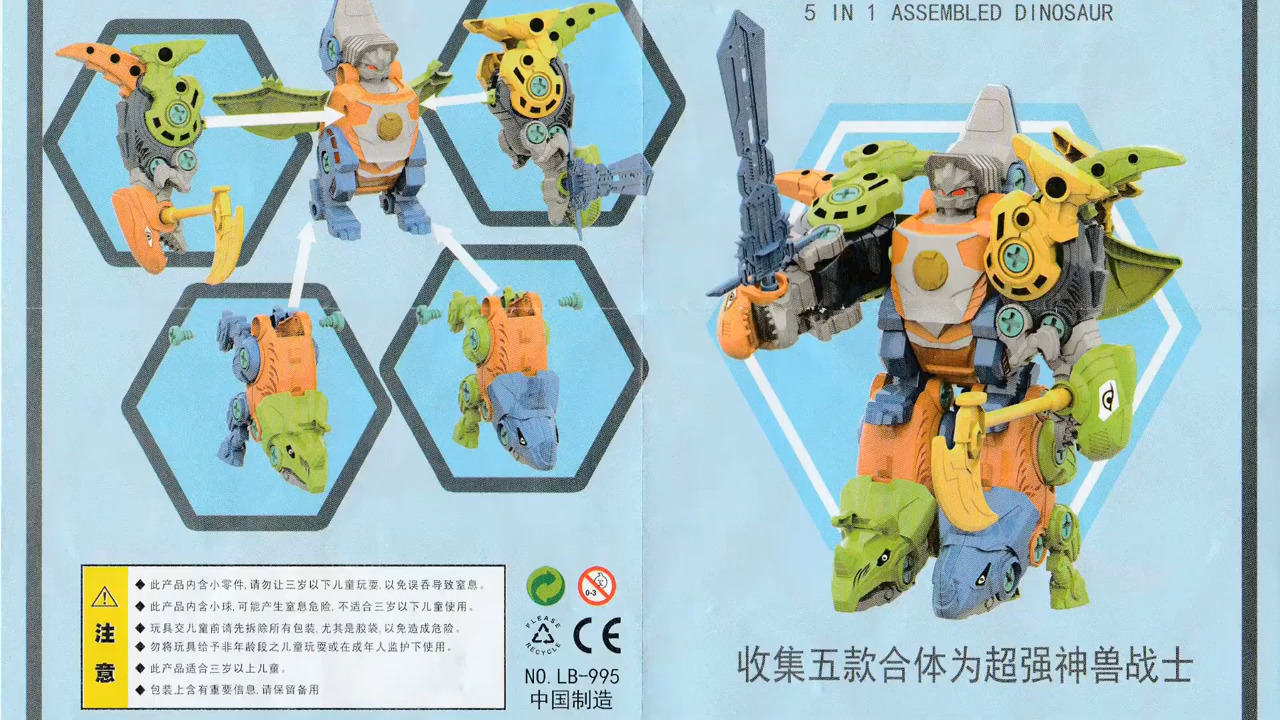 5 IN 1 ASSEMBLED DINOSAUR
收集五款合体为超强神兽战士
注意
◆ 此产品内含小零件,请勿让三岁以下儿童玩耍,以免误吞导致窒息。
◆ 此产品内含小球,可能产生窒息危险,不适合三岁以下儿童使用。
◆ 玩具交儿童前请先拆除所有包装,尤其是胶袋,以免造成危险。
◆ 勿将玩具给予非年龄段之儿童玩耍或在成年人监护下使用。
◆ 此产品适合三岁以上儿童。
◆ 包装上含有重要信息,请保留备用
0-3
PLEASE
RECYCLE
CE
NO. LB-995
中国制造